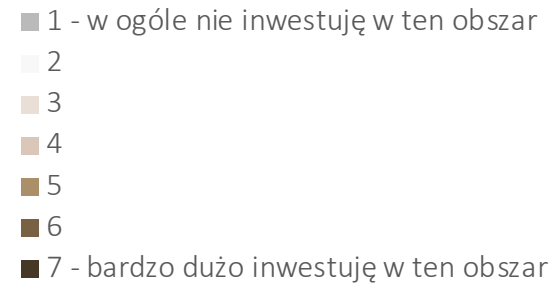 1 - w ogóle nie inwestuję w ten obszar
2
3
4
5
6
7 - bardzo dużo inwestuję w ten obszar